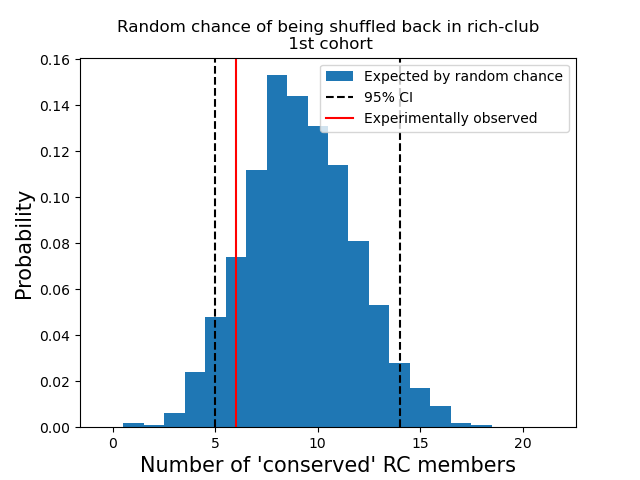 Random chance of being shuffled back in rich-club
1st cohort
Expected by random chance
95% CI
Experimentally observed
0.16
0.14
0.12
0.10
0.08
0.06
0.04
0.02
0.00
Probability
0 5 10 15 20
Number of 'conserved' RC members